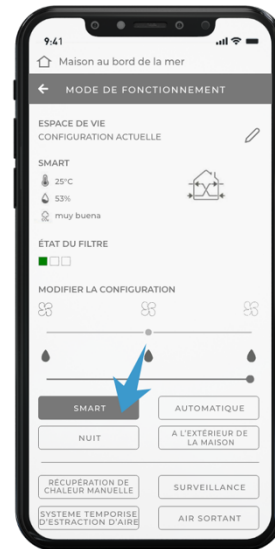 9:41
Maison au bord de la mer
MODE DE FONCTIONNEMENT
ESPACE DE VIE
CONFIGURATION ACTUELLE
SMART
25°C
53%
muy buena
ÉTAT DU FILTRE
MODIFIER LA CONFIGURATION
SMART
AUTOMATIQUE
NUIT
A L'EXTÉRIEUR DE
LA MAISON
RÉCUPÉRATION DE
CHALEUR MANUELLE
SURVEILLANCE
SYSTEME TEMPORISE
D'ESTRACTION D'AIRE
AIR SORTANT